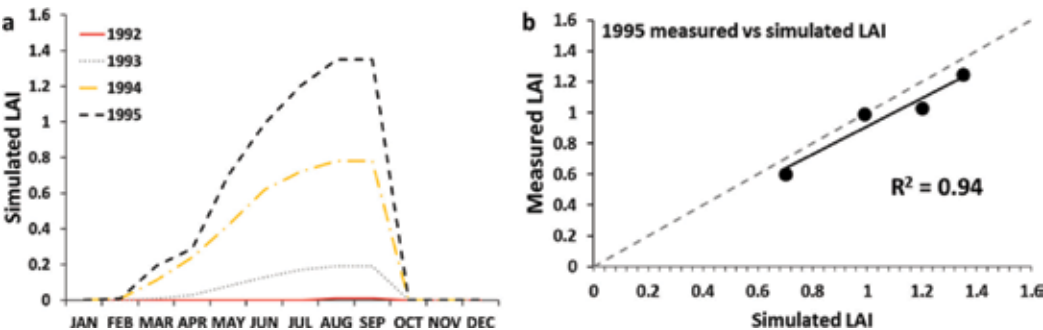 a
1.6
1.4
1.2
1
0.8
0.6
0.4
0.2
0
Simulated LAI
1992
1993
1994
1995
JAN FEB MAR APR MAY JUN JUL AUG SEP OCT NOV DEC
b
1.6
1.4
1.2
1
0.8
0.6
0.4
0.2
0
Measured LAI
1995 measured vs simulated LAI
R² = 0.94
0 0.2 0.4 0.6 0.8 1 1.2 1.4 1.6
Simulated LAI